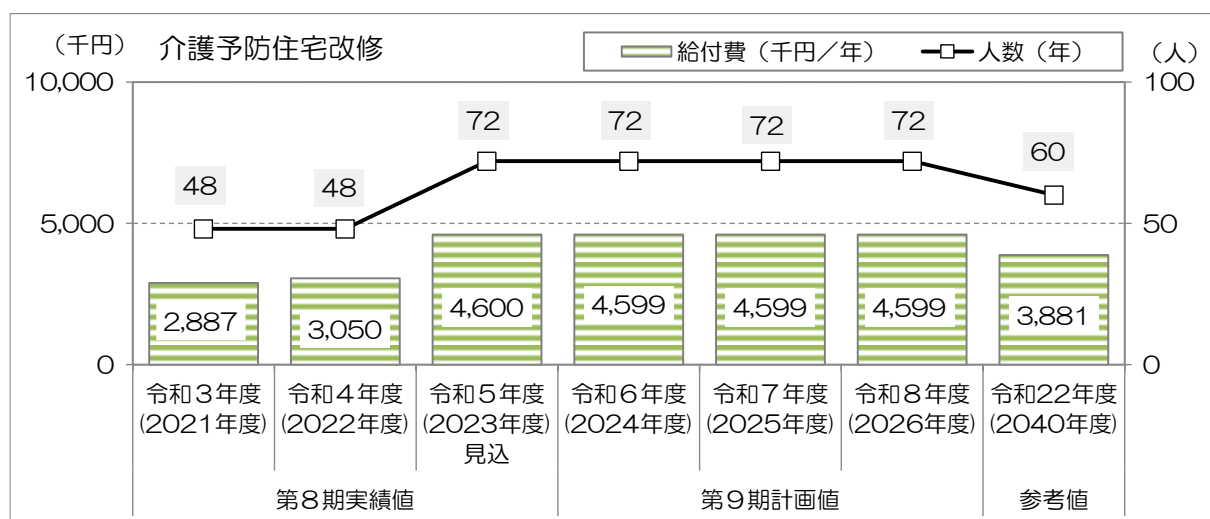 （千円）
介護予防住宅改修
給付費（千円／年）
人数（年）
（人）
10,000
5,000
0
100
50
0
48
48
72
72
72
72
60
2,887
3,050
4,600
4,599
4,599
4,599
3,881
令和３年度
(2021年度)
令和４年度
(2022年度)
令和５年度
(2023年度)
見込
令和６年度
(2024年度)
令和７年度
(2025年度)
令和８年度
(2026年度)
令和22年度
(2040年度)
第８期実績値
第９期計画値
参考値